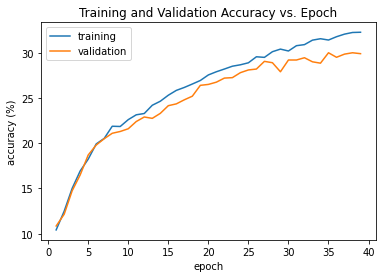 Training and Validation Accuracy vs. Epoch
training
validation
accuracy (%)
30
25
20
15
10
0 5 10 15 20 25 30 35 40
epoch